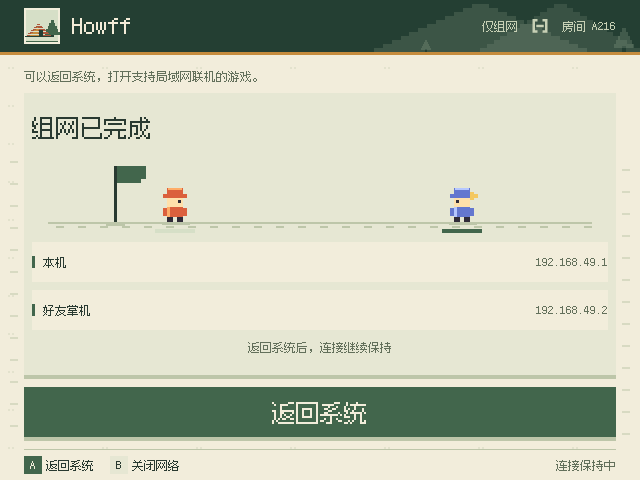 Howff
仅组网 房间 A216
可以返回系统，打开支持局域网联机的游戏。
组网已完成
本机 192.168.49.1
好友掌机 192.168.49.2
返回系统后，连接继续保持
返回系统
A 返回系统 B 关闭网络 连接保持中